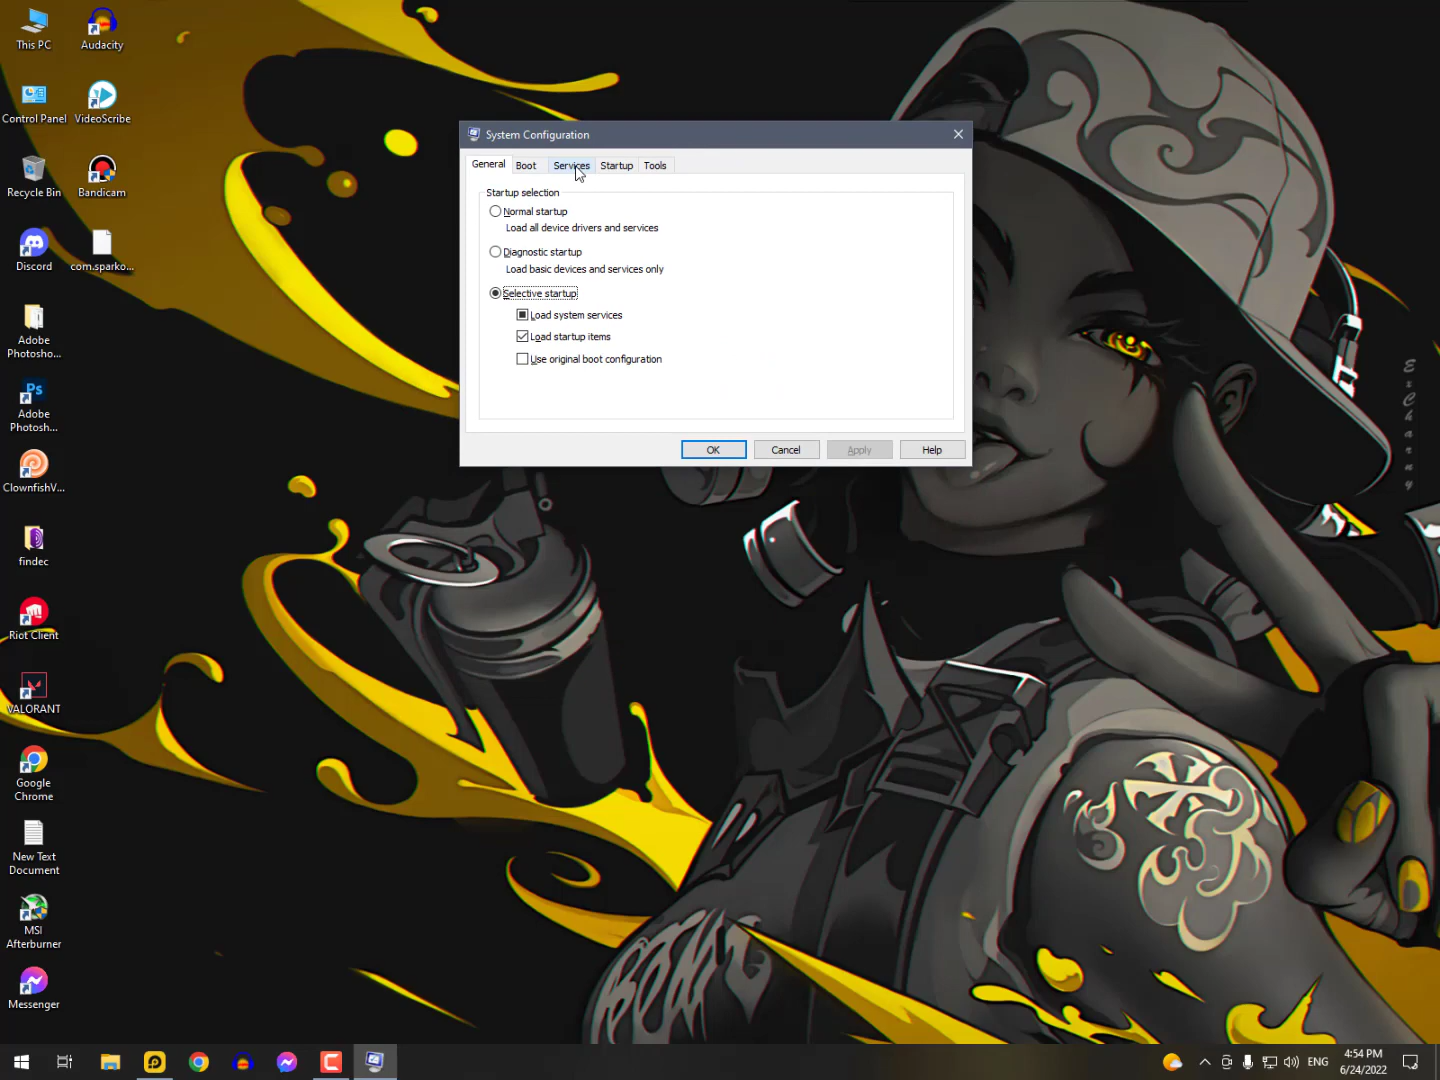 This PC
Audacity
Control Panel
VideoScribe
Recycle Bin
Bandicam
Discord
com.sparko...
Adobe
Photosho...
Adobe
Photosh...
ClownfishV...
findec
Riot Client
VALORANT
Google
Chrome
New Text
Document
MSI
Afterburner
Messenger
System Configuration
General
Boot
Services
Startup
Tools
Startup selection
Normal startup
Load all device drivers and services
Diagnostic startup
Load basic devices and services only
Selective startup
Load system services
Load startup items
Use original boot configuration
OK
Cancel
Apply
Help
ExCharny
Ps
ENG
4:54 PM
6/24/2022